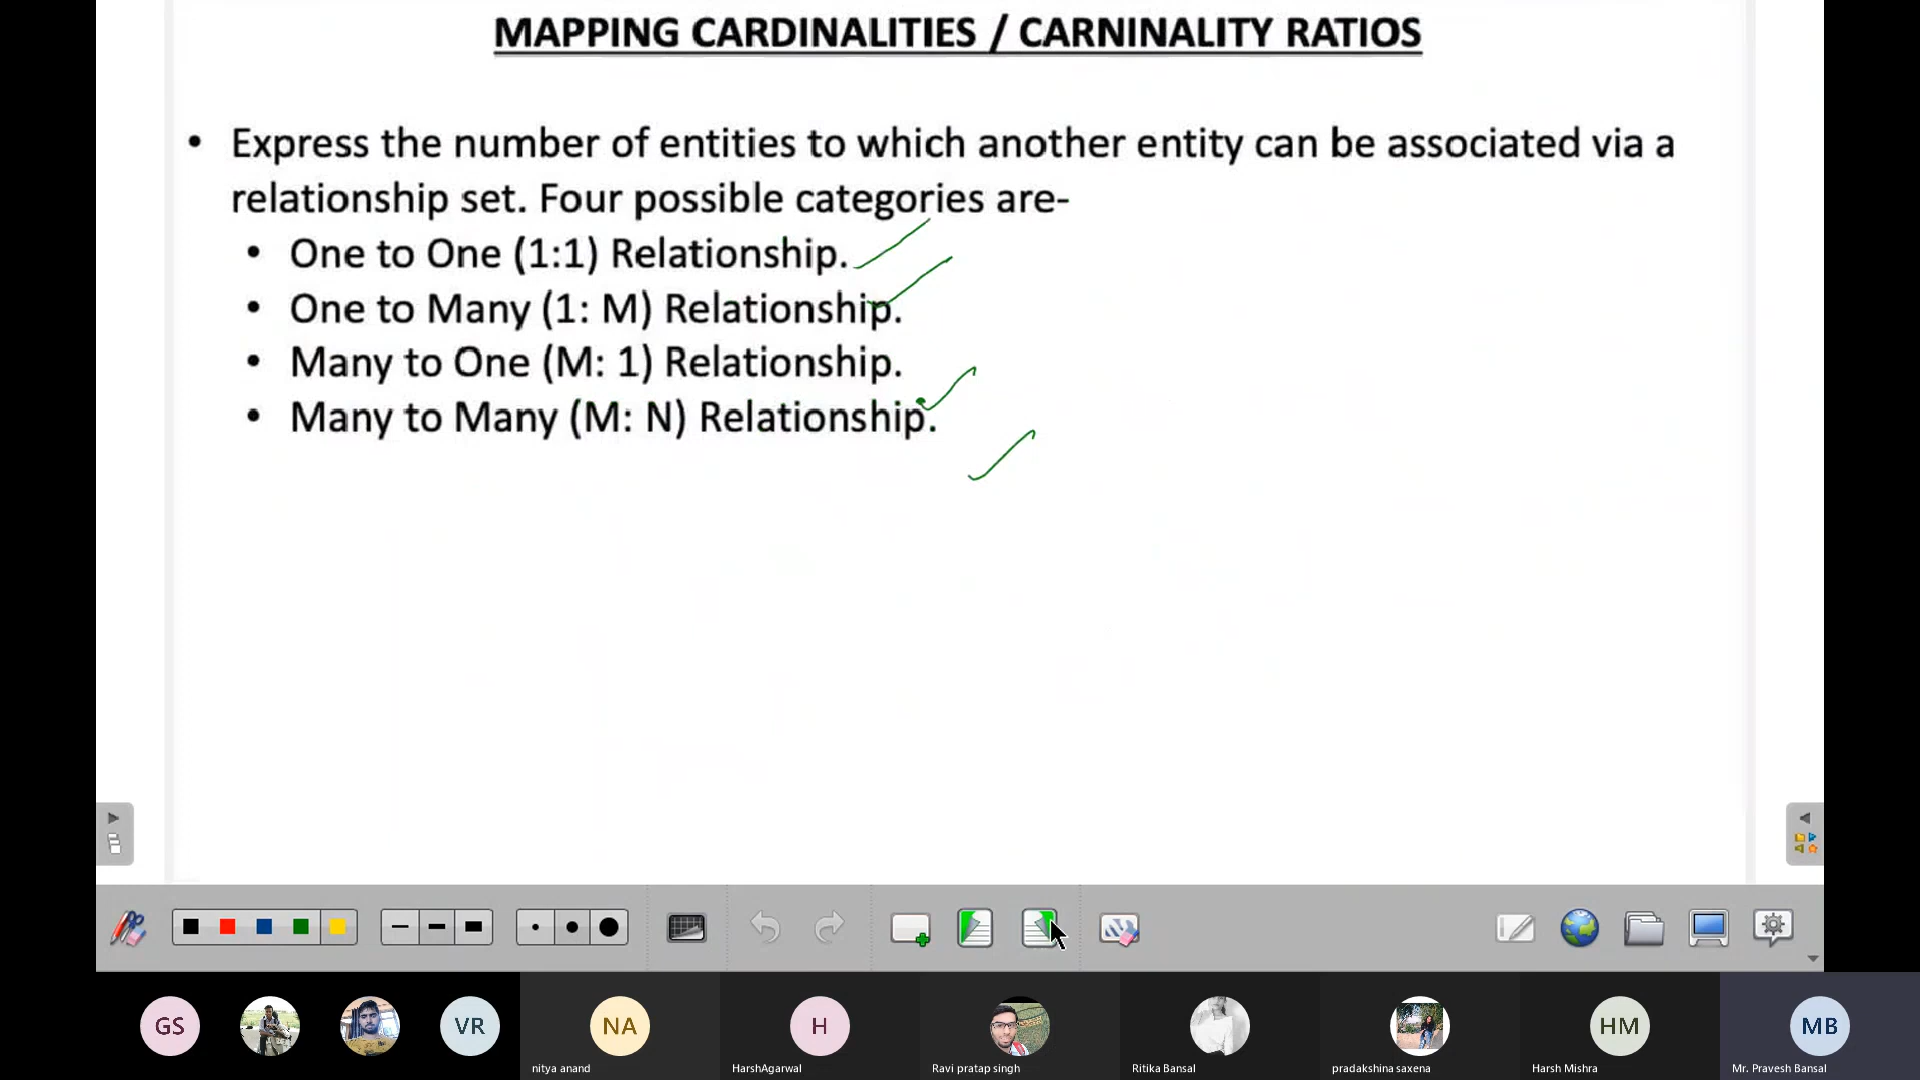 MAPPING CARDINALITIES / CARNINALITY RATIOS
• Express the number of entities to which another entity can be associated via a
relationship set. Four possible categories are-
• One to One (1:1) Relationship.
• One to Many (1: M) Relationship.
• Many to One (M: 1) Relationship.
• Many to Many (M: N) Relationship.
GS VR NA H HM MB
nitya anand HarshAgarwal Ravi pratap singh Ritika Bansal pradakshina saxena Harsh Mishra Mr. Pravesh Bansal